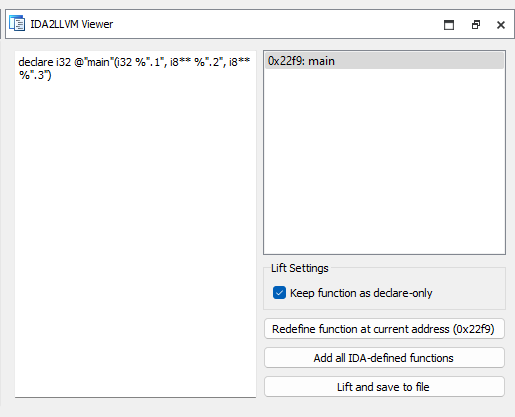 IDA2LLVM Viewer
declare i32 @"main"(i32 %".1", i8** %".2", i8**
%".3")
0x22f9: main
Lift Settings
Keep function as declare-only
Redefine function at current address (0x22f9)
Add all IDA-defined functions
Lift and save to file